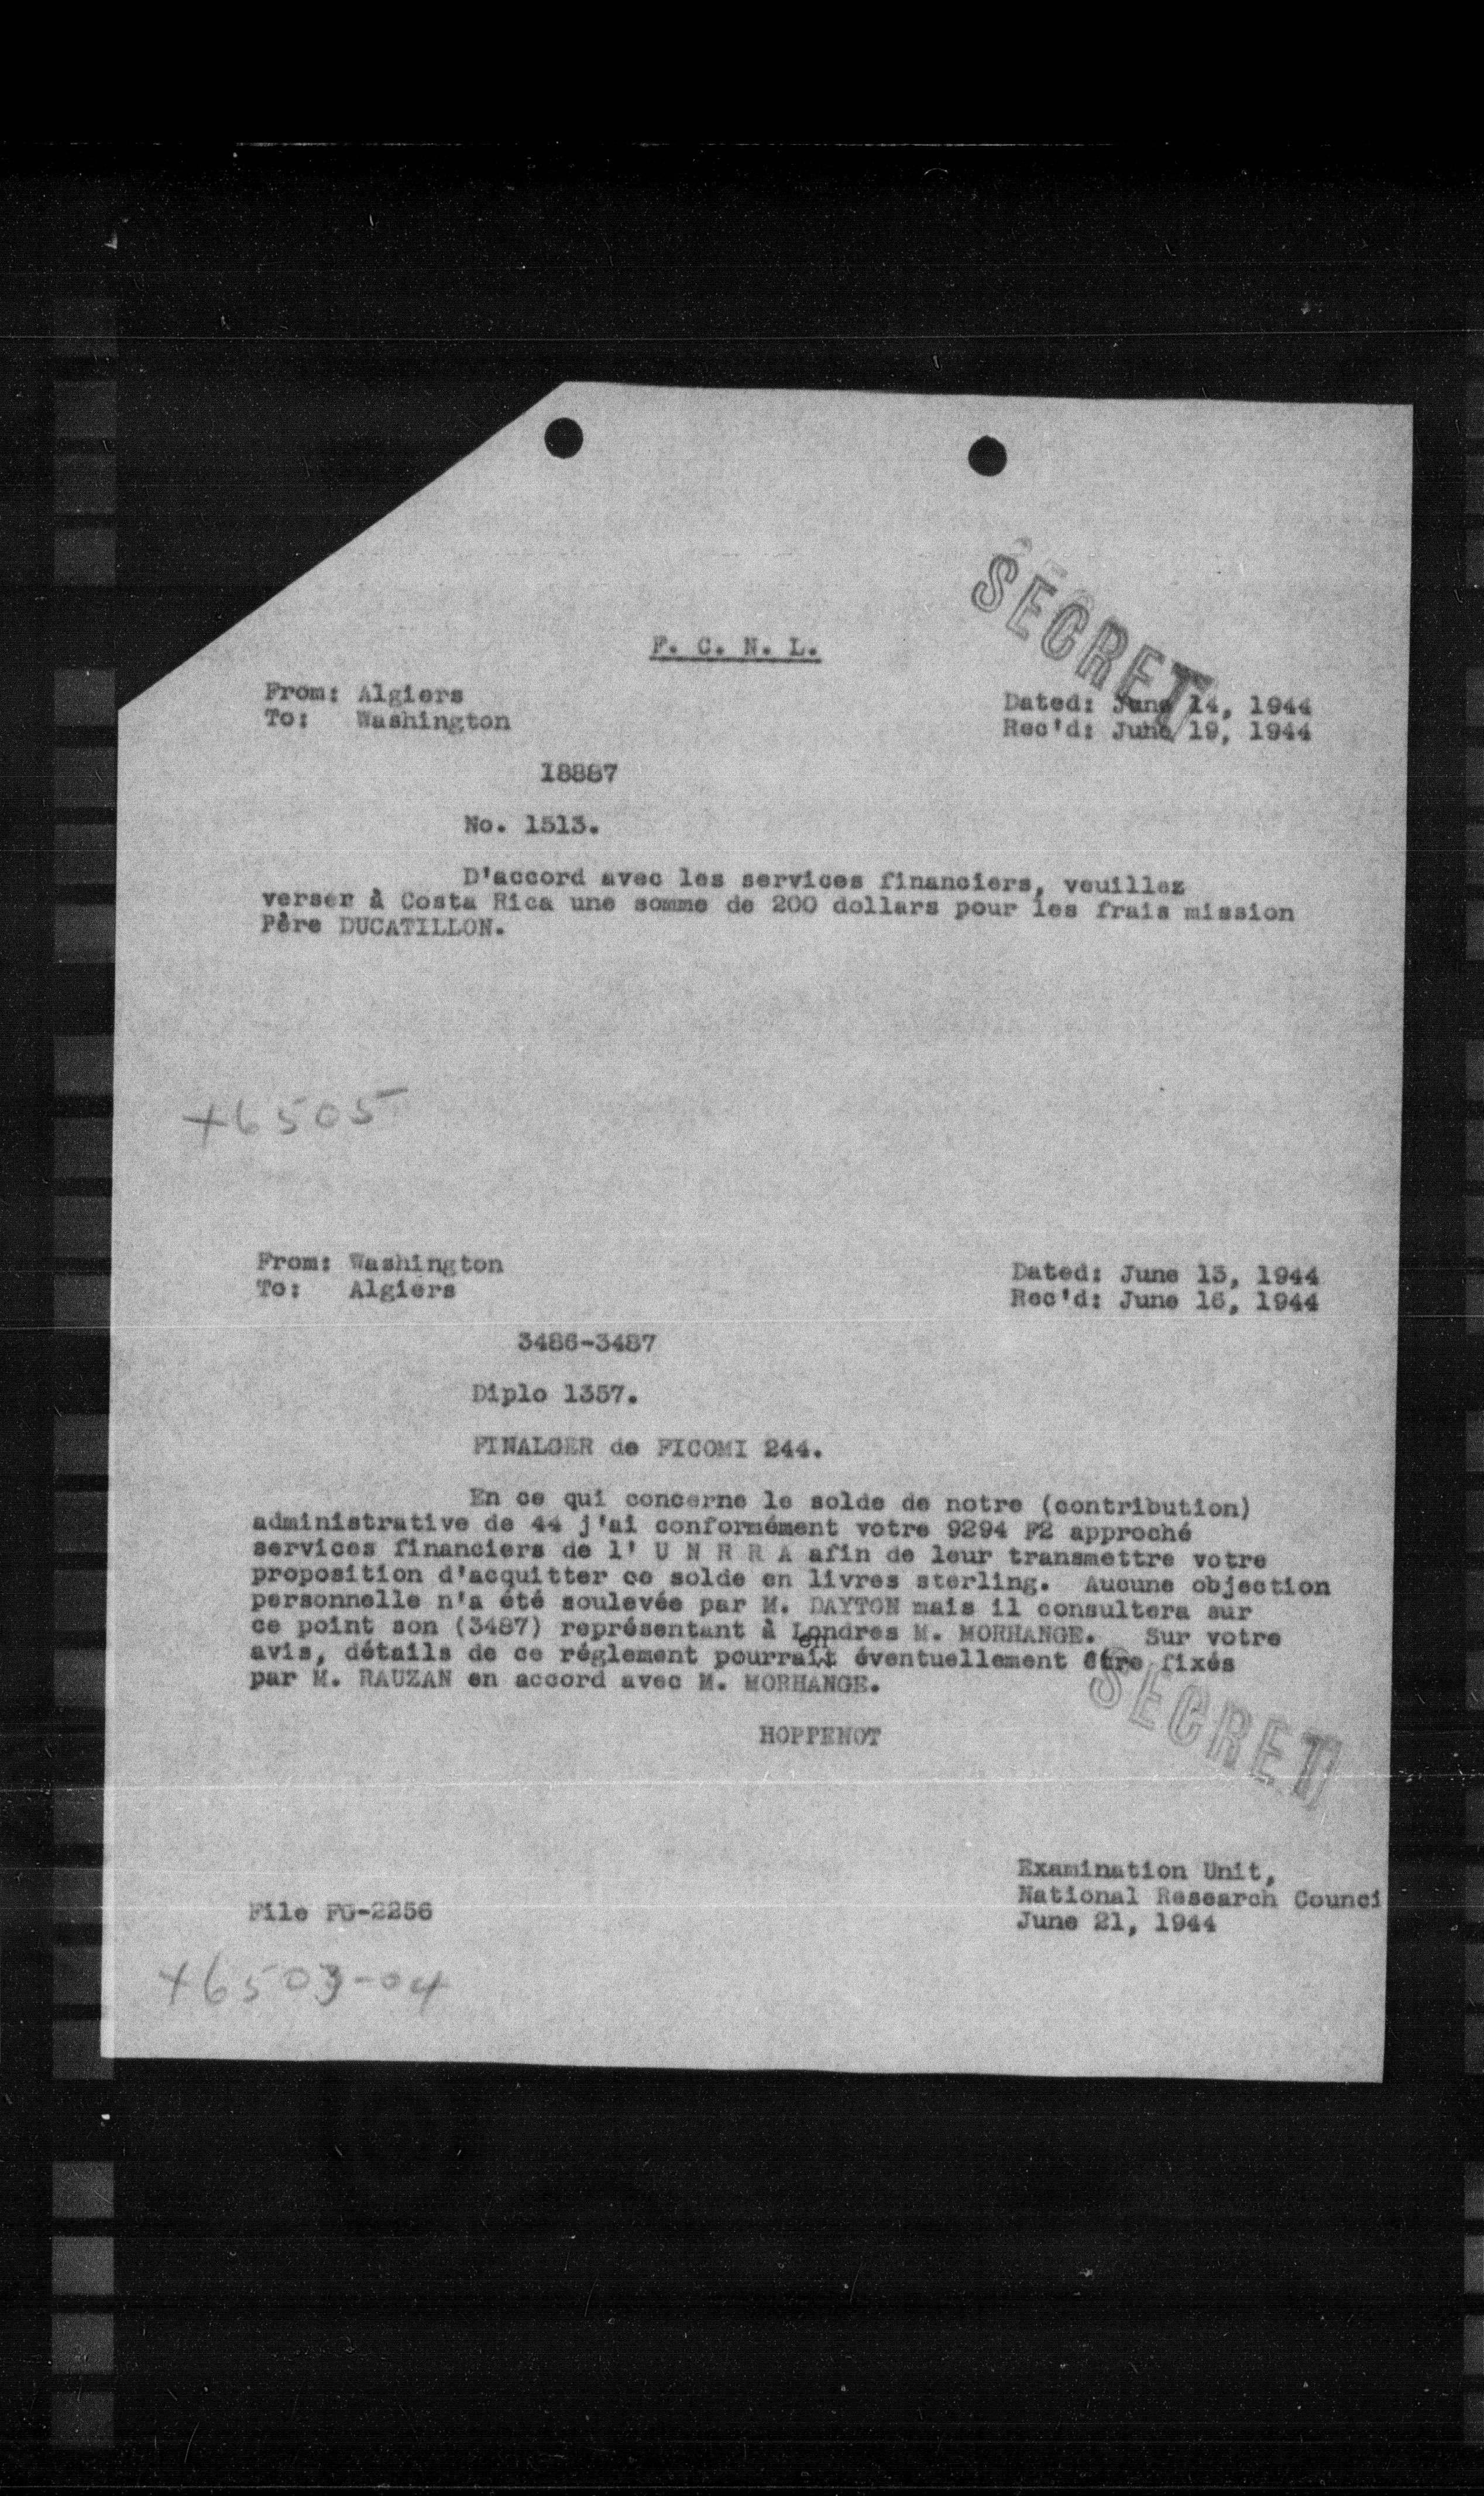 SECRET
F. C. N. L.
From: Algiers
To: Washington
Dated: June 14, 1944
Rec'd: June 19, 1944
18887
No. 1513.
D'accord avec les services financiers, veuillez
verser à Costa Rica une somme de 200 dollars pour les frais mission
Père DUCATILLON.
+6505
From: Washington
To: Algiers
Dated: June 13, 1944
Rec'd: June 16, 1944
3486-3487
Diplo 1357.
FINALGER de FICOMI 244.
En ce qui concerne le solde de notre (contribution)
administrative de 44 j'ai conformément votre 9294 F2 approché
services financiers de l' U N R R A afin de leur transmettre votre
proposition d'acquitter ce solde en livres sterling. Aucune objection
personnelle n'a été soulevée par M. DAYTON mais il consultera sur
ce point son (3487) représentant à Londres M. MORHANGE. Sur votre
en
avis, détails de ce réglement pourrait éventuellement être fixés
par M. RAUZAN en accord avec M. MORHANGE.
SECRET
HOPPENOT
Examination Unit,
National Research Counci
June 21, 1944
File FG-2256
+6503-04